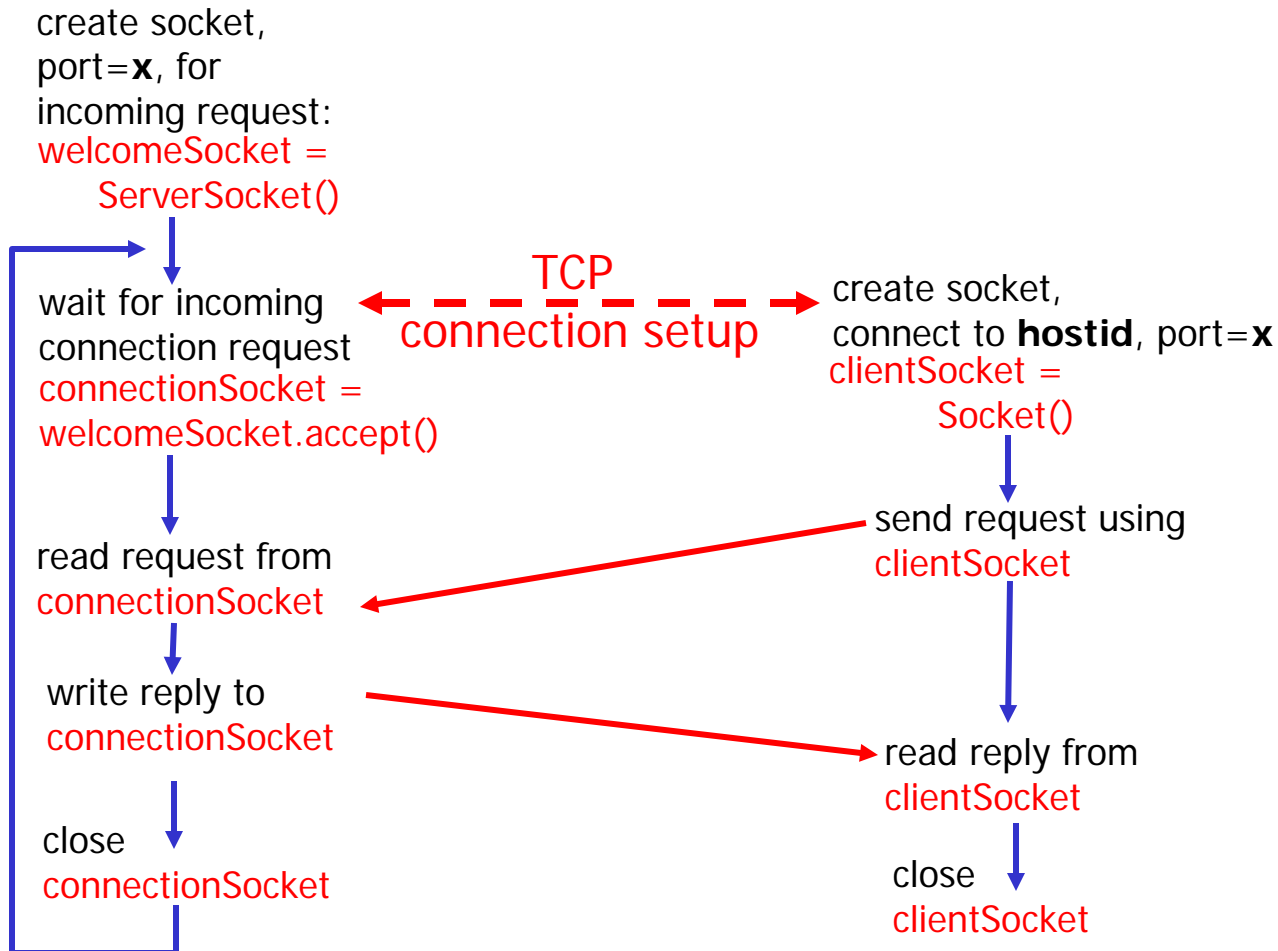 create socket,
port=x, for
incoming request:
welcomeSocket =
ServerSocket()
wait for incoming
connection request
connectionSocket =
welcomeSocket.accept()
TCP
connection setup
create socket,
connect to hostid, port=x
clientSocket =
Socket()
send request using
clientSocket
read request from
connectionSocket
write reply to
connectionSocket
read reply from
clientSocket
close
connectionSocket
close
clientSocket